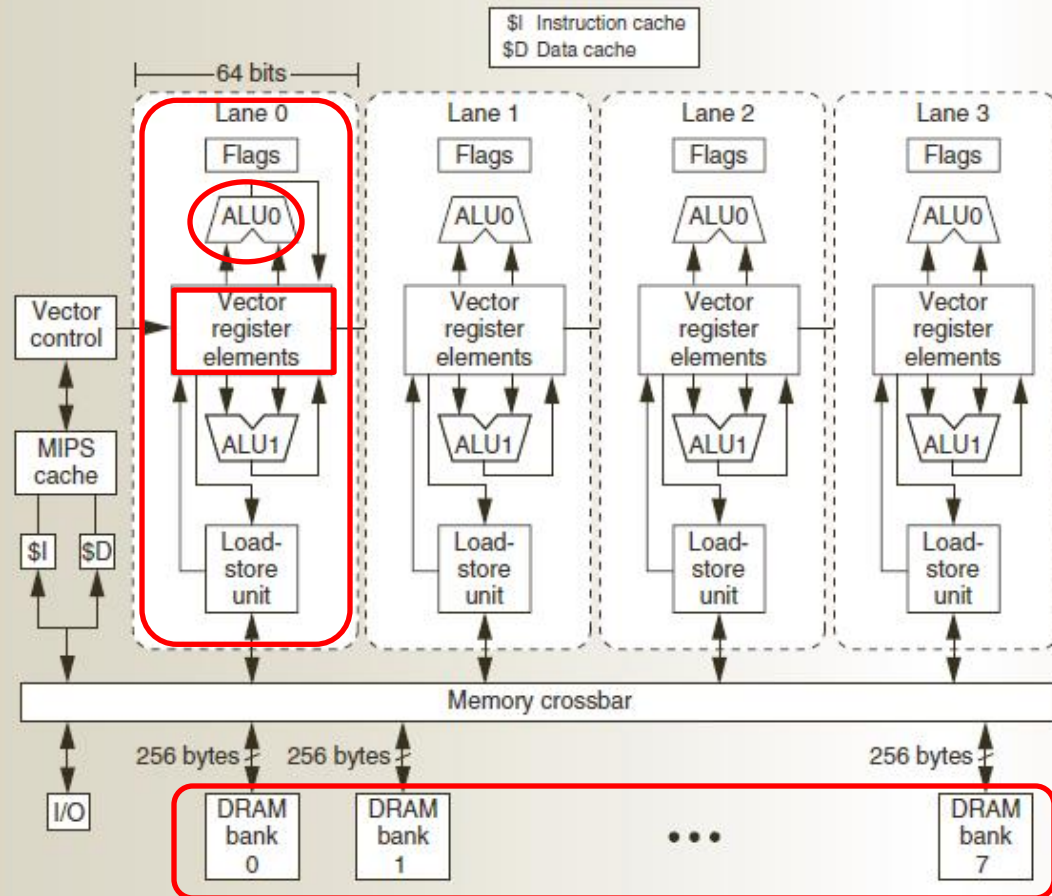 $I Instruction cache
$D Data cache
64 bits
Lane 0
Lane 1
Lane 2
Lane 3
Flags
Flags
Flags
Flags
ALU0
ALU0
ALU0
ALU0
Vector
control
Vector
register
elements
Vector
register
elements
Vector
register
elements
Vector
register
elements
ALU1
ALU1
ALU1
ALU1
MIPS
cache
$I
$D
Load-
store
unit
Load-
store
unit
Load-
store
unit
Load-
store
unit
Memory crossbar
256 bytes
256 bytes
256 bytes
I/O
DRAM
bank
0
DRAM
bank
1
•••
DRAM
bank
7